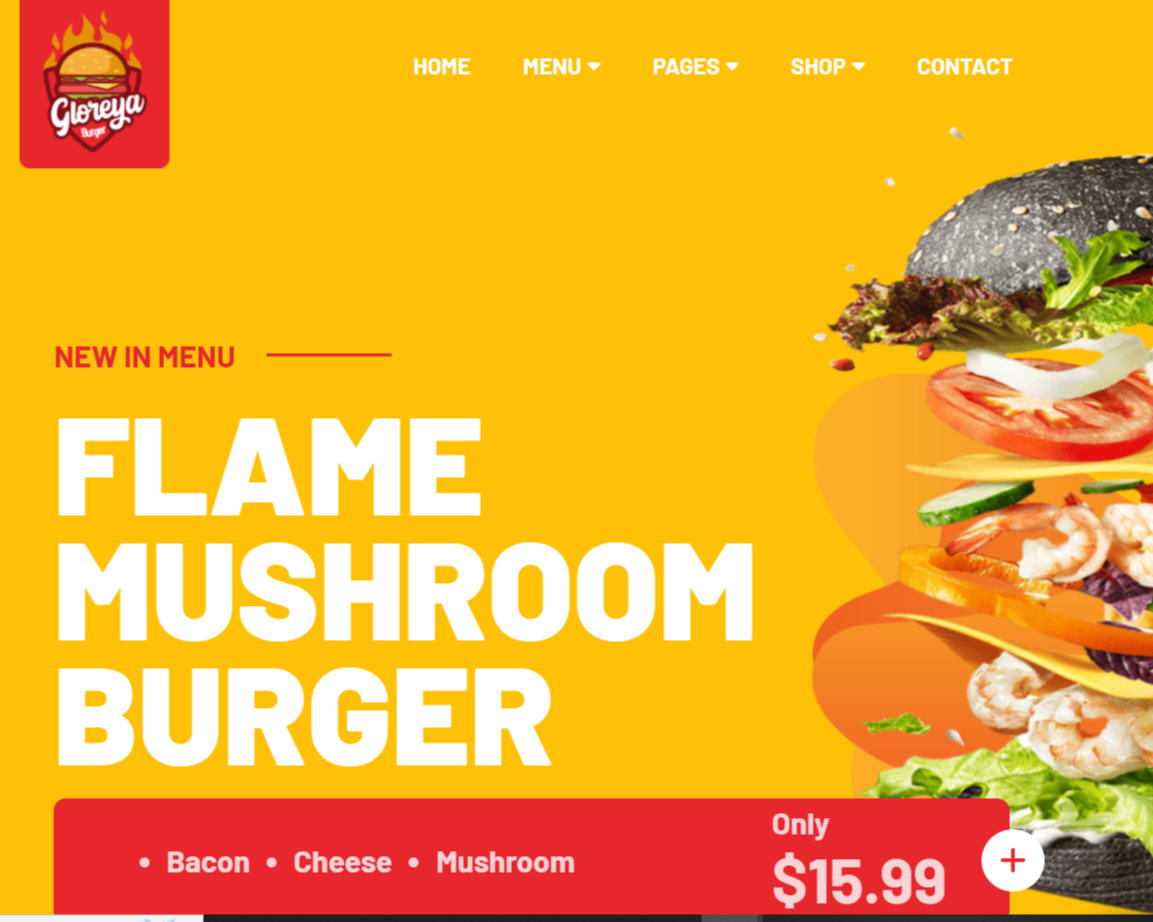 Gloreya
Burger
HOME
MENU
PAGES
SHOP
CONTACT
NEW IN MENU
FLAME
MUSHROOM
BURGER
• Bacon • Cheese • Mushroom
Only
$15.99
+